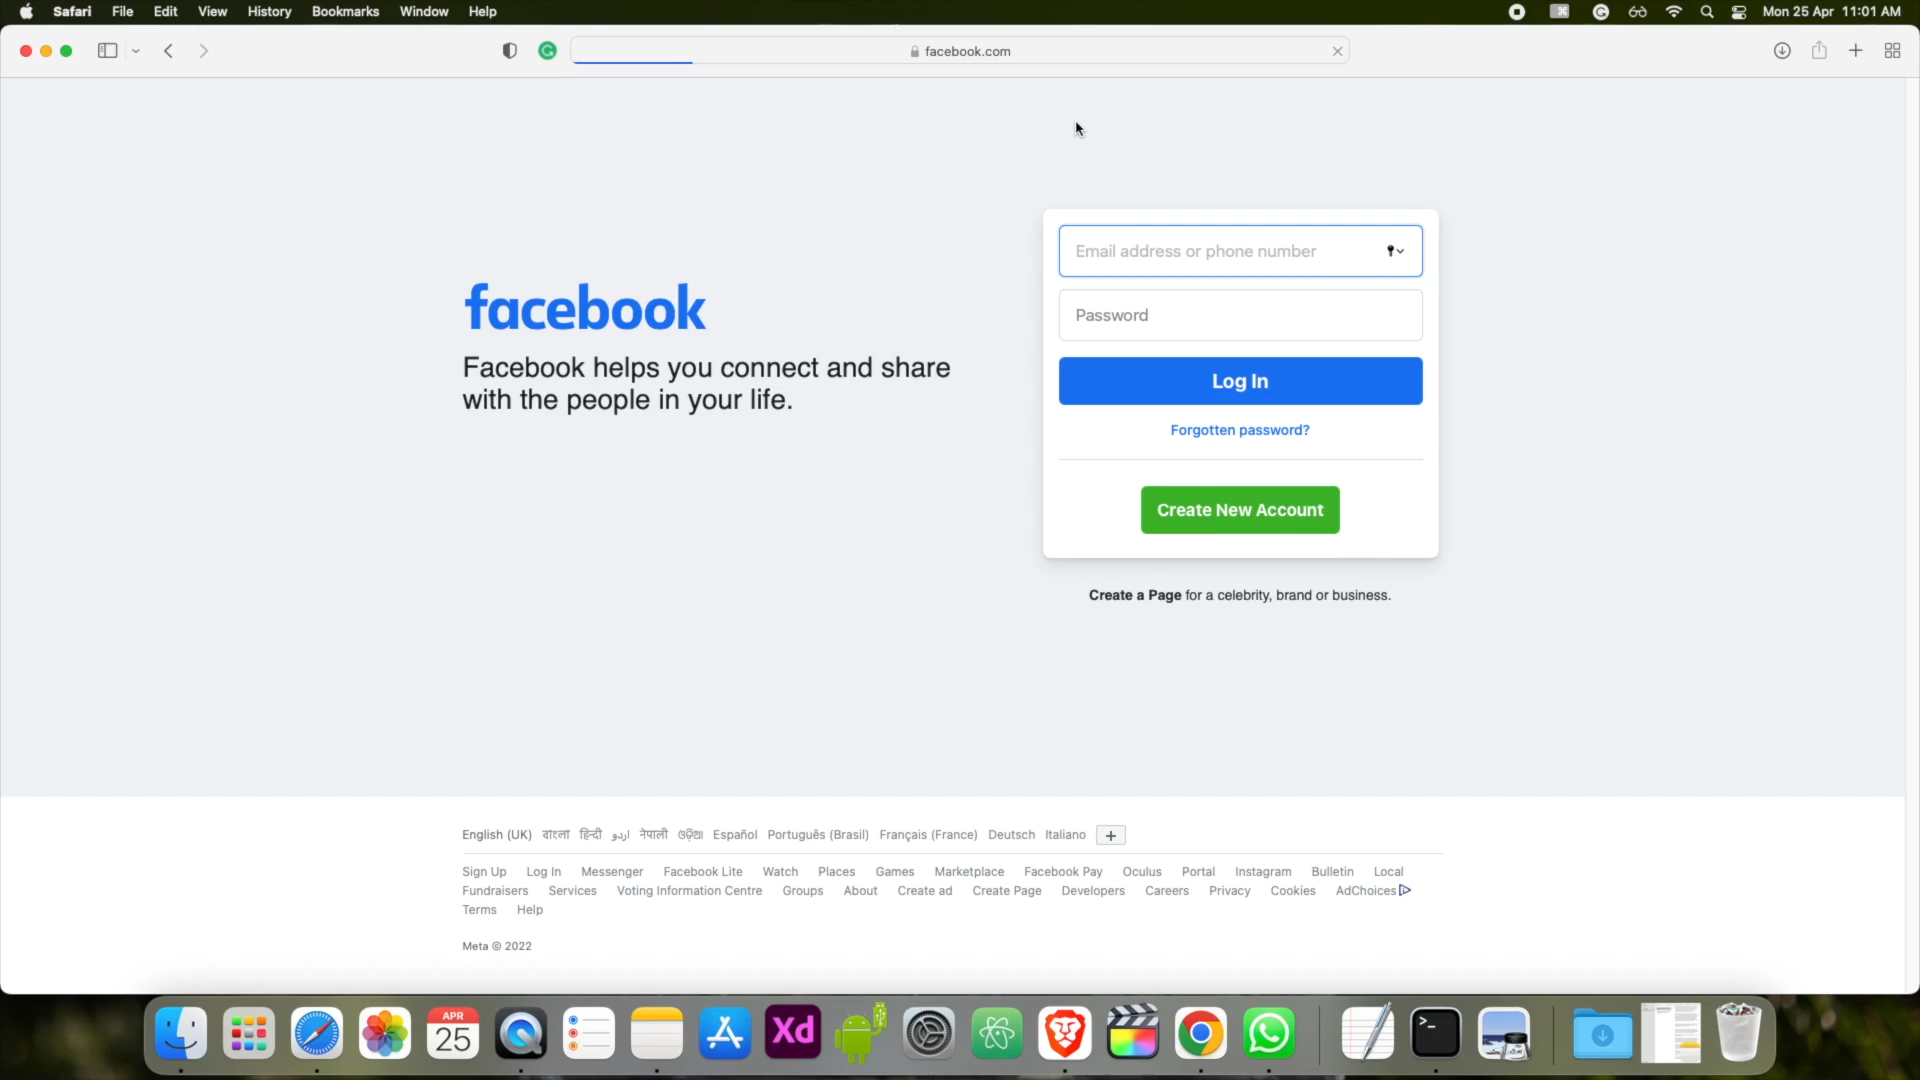 Safari File Edit View History Bookmarks Window Help
Mon 25 Apr 11:01 AM
facebook.com
Email address or phone number
Password
Log In
Forgotten password?
Create New Account
Create a Page for a celebrity, brand or business.
facebook
Facebook helps you connect and share
with the people in your life.
English (UK) বাংলা हिन्दी اردو नेपाली ଓଡ଼ିଆ Español Português (Brasil) Français (France) Deutsch Italiano +
Sign Up Log In Messenger Facebook Lite Watch Places Games Marketplace Facebook Pay Oculus Portal Instagram Bulletin Local
Fundraisers Services Voting Information Centre Groups About Create ad Create Page Developers Careers Privacy Cookies AdChoices
Terms Help
Meta © 2022
APR
25
Xd
>_